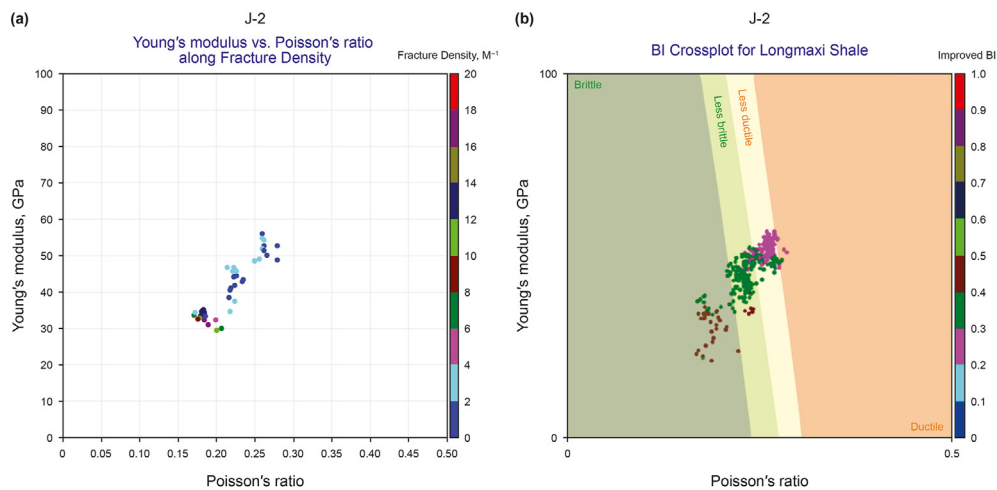 (a)
J-2
Young's modulus vs. Poisson's ratio
along Fracture Density
Fracture Density, M⁻¹
100
90
80
70
60
50
40
30
20
10
0
Young's modulus, GPa
0
0.05
0.10
0.15
0.20
0.25
0.30
0.35
0.40
0.45
0.50
Poisson's ratio
20
18
16
14
12
10
8
6
4
2
0
(b)
J-2
BI Crossplot for Longmaxi Shale
Improved BI
100
0
Young's modulus, GPa
Brittle
Less brittle
Less ductile
Ductile
0
0.5
Poisson's ratio
1.0
0.9
0.8
0.7
0.6
0.5
0.4
0.3
0.2
0.1
0